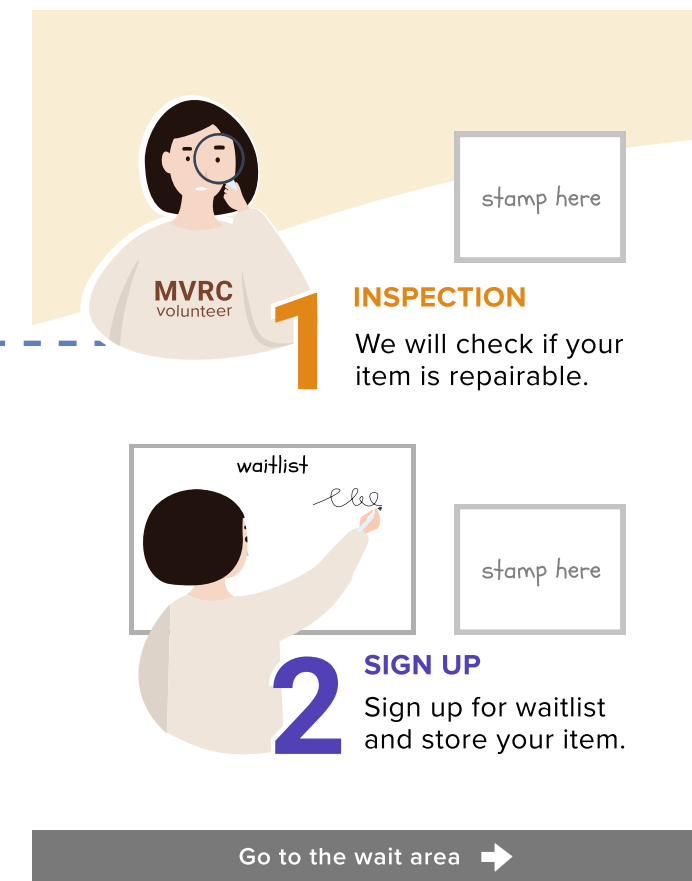 stamp here
MVRC
volunteer
1
INSPECTION
We will check if your
item is repairable.
waitlist
stamp here
2
SIGN UP
Sign up for waitlist
and store your item.
Go to the wait area